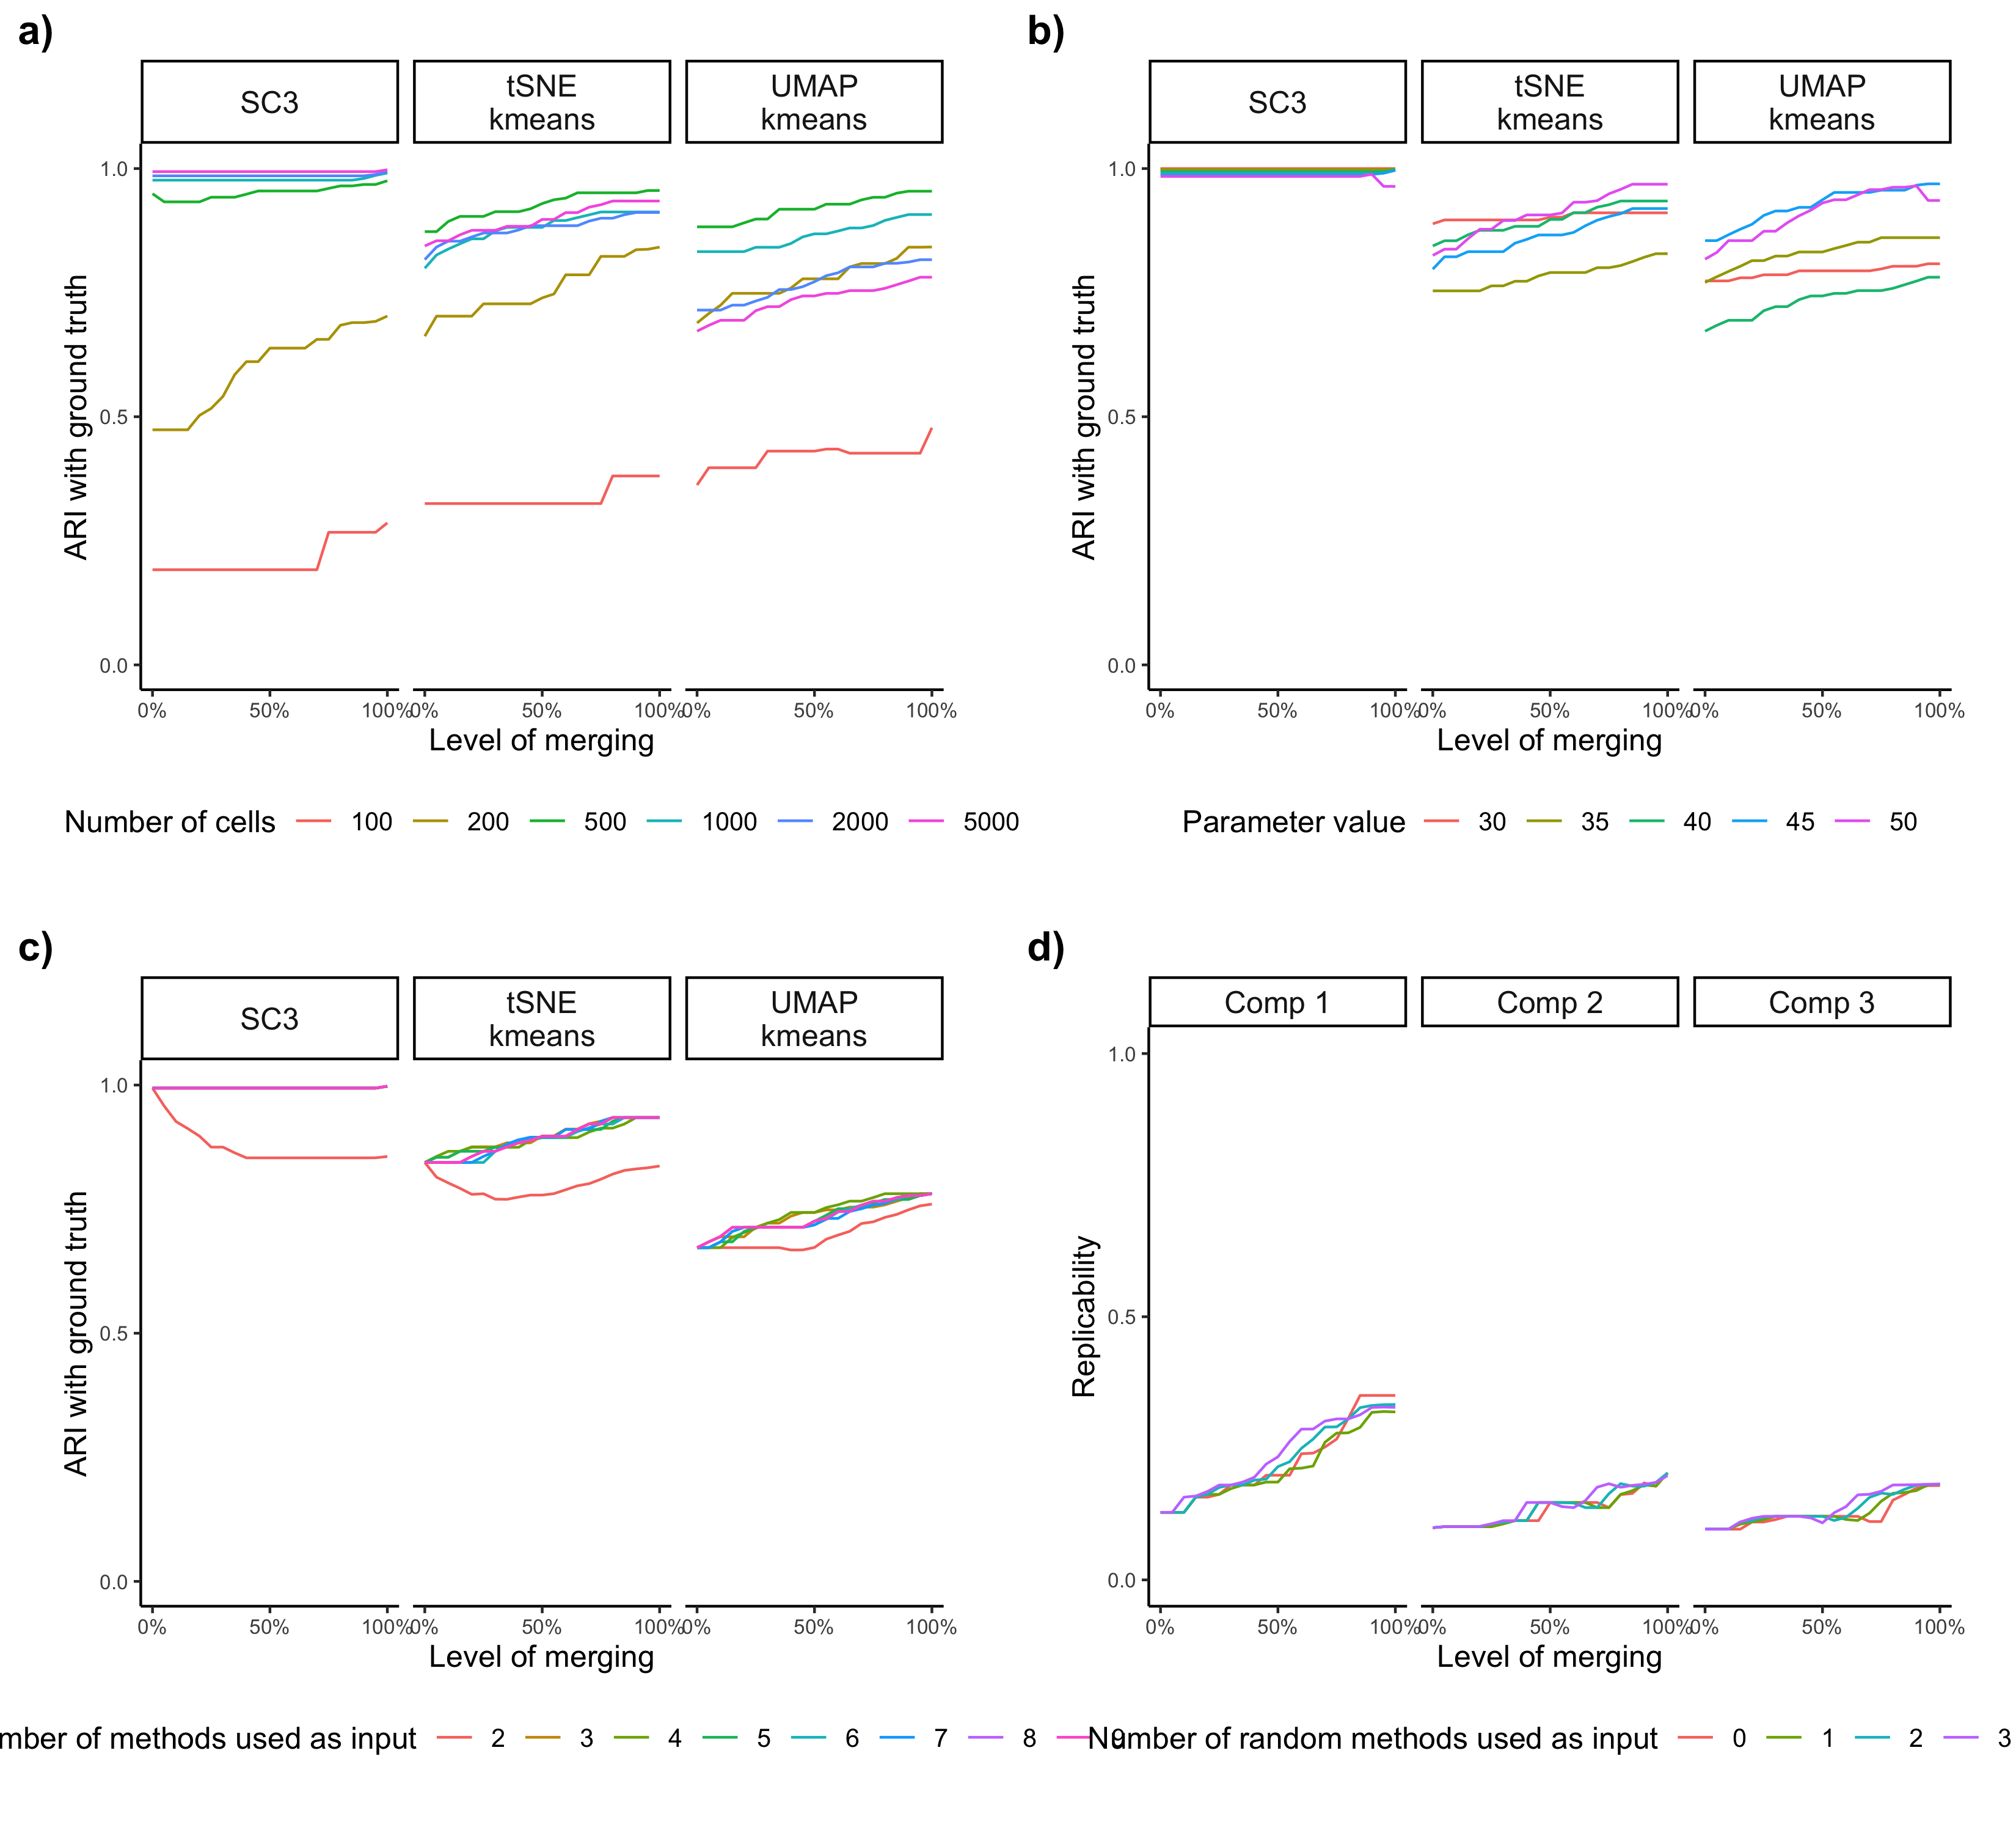 a)
SC3
tSNE
kmeans
UMAP
kmeans
ARI with ground truth
1.0
0.5
0.0
0% 50% 100% 0% 50% 100% 0% 50% 100%
Level of merging
Number of cells 100 200 500 1000 2000 5000
b)
SC3
tSNE
kmeans
UMAP
kmeans
ARI with ground truth
1.0
0.5
0.0
0% 50% 100% 0% 50% 100% 0% 50% 100%
Level of merging
Parameter value 30 35 40 45 50
c)
SC3
tSNE
kmeans
UMAP
kmeans
ARI with ground truth
1.0
0.5
0.0
0% 50% 100% 0% 50% 100% 0% 50% 100%
Level of merging
mber of methods used as input 2 3 4 5 6 7 8 9
d)
Comp 1
Comp 2
Comp 3
Replicability
1.0
0.5
0.0
0% 50% 100% 0% 50% 100% 0% 50% 100%
Level of merging
Number of random methods used as input 0 1 2 3